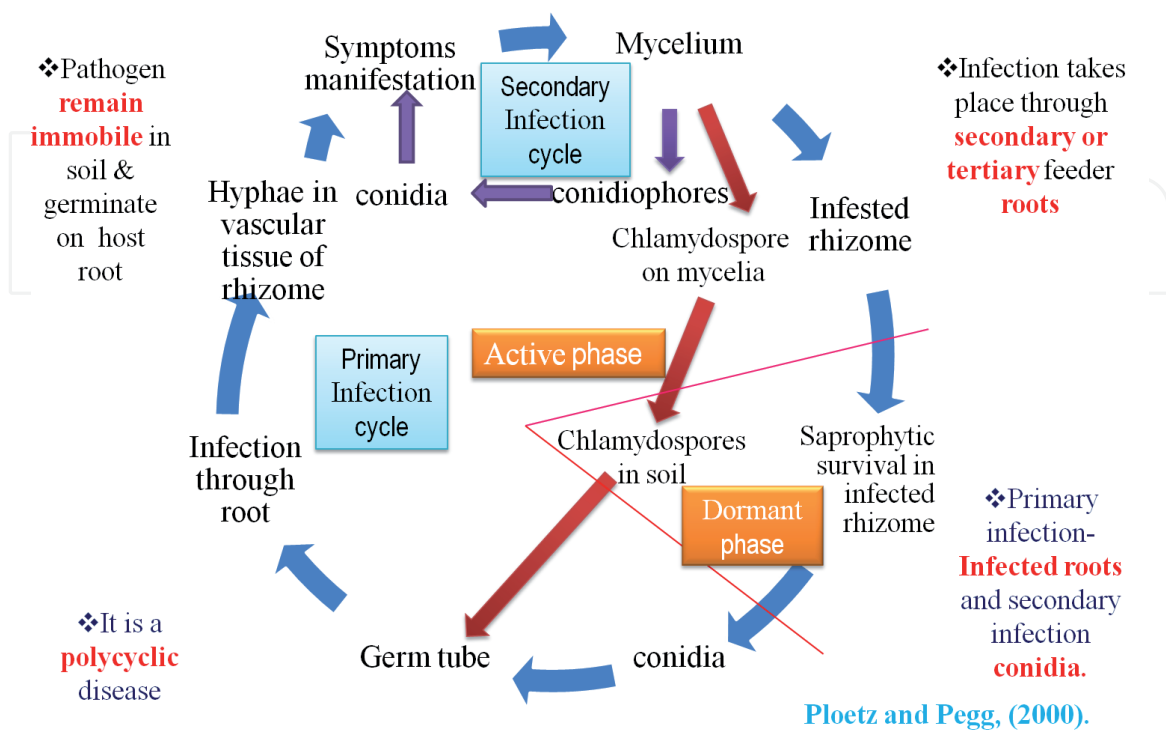 ❖Pathogen
remain
immobile in
soil &
germinate
on host
root
Symptoms
manifestation
Secondary
Infection
cycle
Mycelium
❖Infection takes
place through
secondary or
tertiary feeder
roots
Hyphae in
vascular
tissue of
rhizome
conidia
conidiophores
Chlamydospore
on mycelia
Infested
rhizome
Primary
Infection
cycle
Active phase
Infection
through
root
Chlamydospores
in soil
Dormant
phase
Saprophytic
survival in
infected
rhizome
❖Primary
infection-
Infected roots
and secondary
infection
conidia.
❖It is a
polycyclic
disease
Germ tube
conidia
Ploetz and Pegg, (2000).